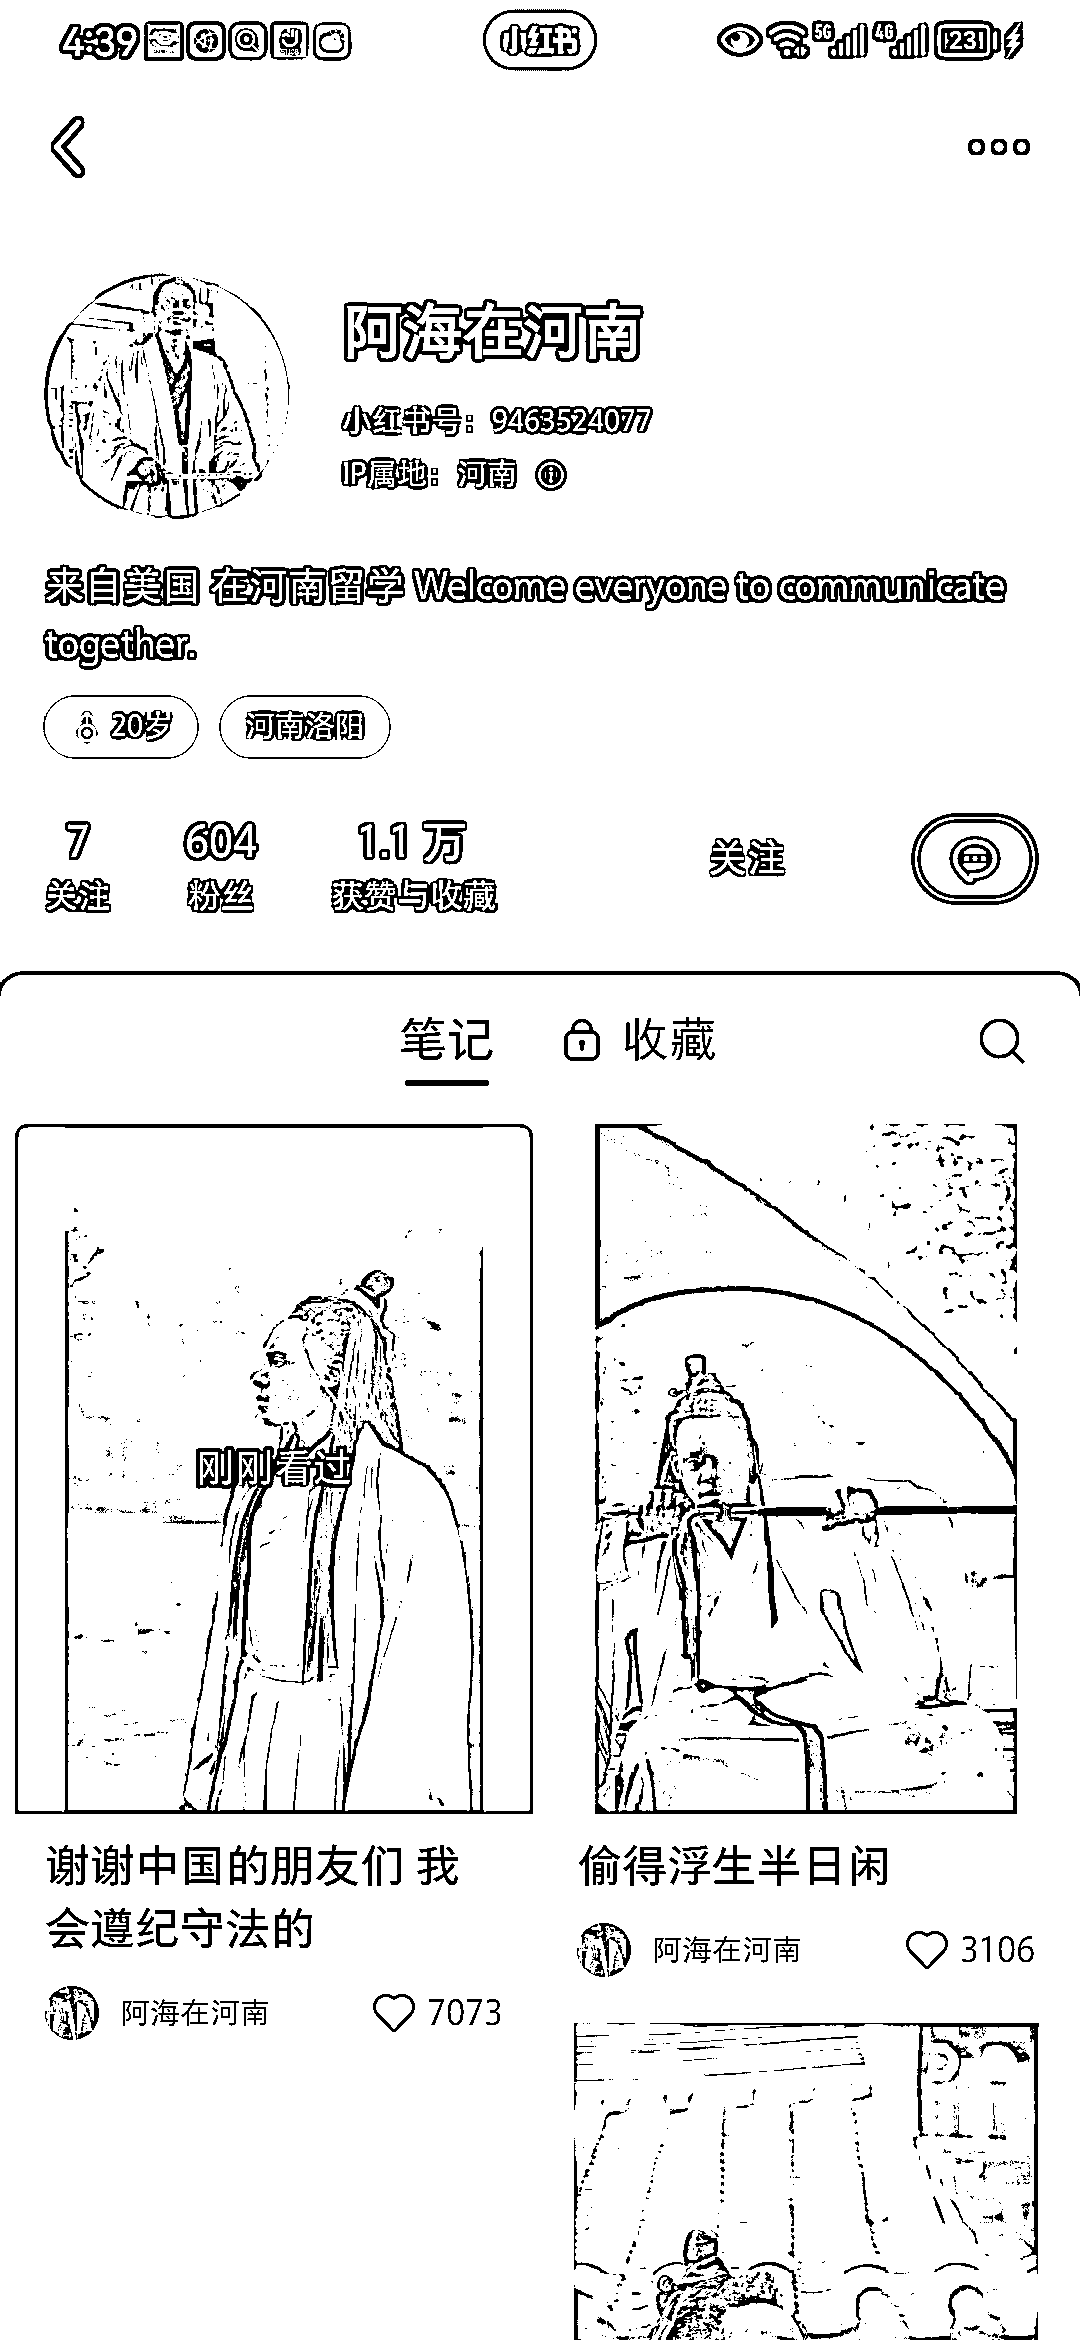 4:39
小红书
5G
4G
23
阿海在河南
小红书号：9463524077
IP属地：河南
来自美国 在河南留学 Welcome everyone to communicate
together.
20岁
河南洛阳
7
604
1.1 万
关注
粉丝
获赞与收藏
关注
笔记
收藏
刚刚看过
谢谢中国的朋友们 我
会遵纪守法的
阿海在河南
7073
偷得浮生半日闲
阿海在河南
3106